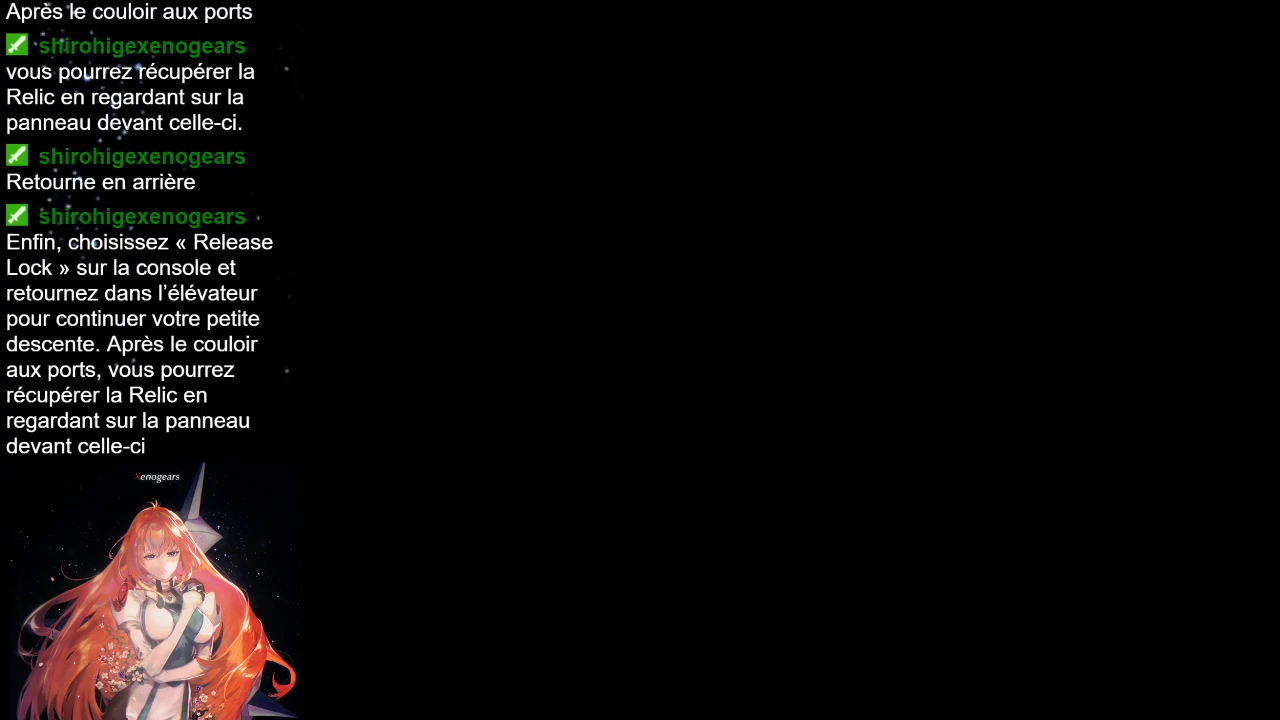 Après le couloir aux ports
shirohigexenogears
vous pourrez récupérer la
Relic en regardant sur la
panneau devant celle-ci.
shirohigexenogears
Retourne en arrière
shirohigexenogears
Enfin, choisissez « Release
Lock » sur la console et
retournez dans l’élévateur
pour continuer votre petite
descente. Après le couloir
aux ports, vous pourrez
récupérer la Relic en
regardant sur la panneau
devant celle-ci
Xenogears